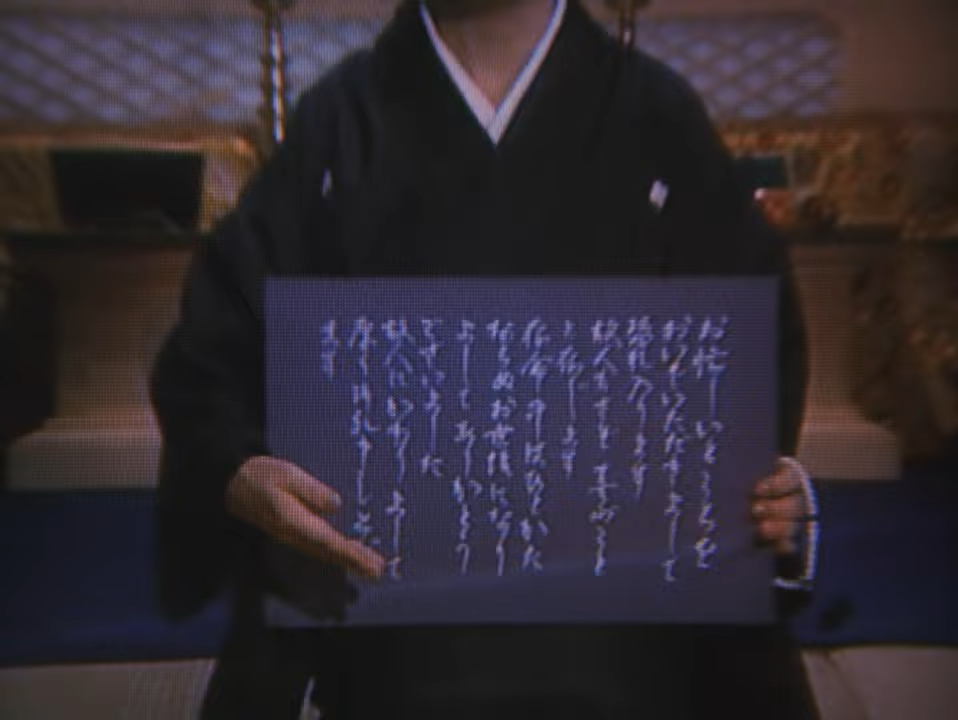 お忙しいところを
おいでいただきまして
恐れ入ります
故人もさぞ喜ぶこと
と存じます
存命中はひとかた
ならぬお世話になり
ましてありがとう
ございました
故人にかわりまして
厚く御礼申し上げ
ます